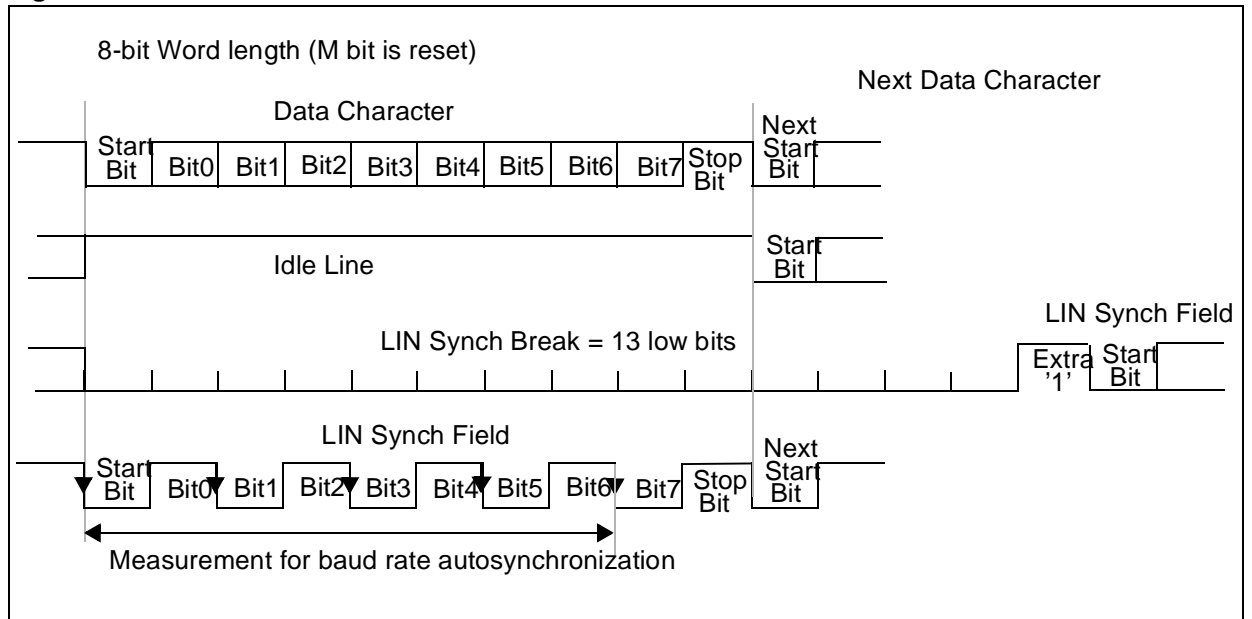 8-bit Word length (M bit is reset)
Next Data Character
Data Character
Start Bit
Bit0
Bit1
Bit2
Bit3
Bit4
Bit5
Bit6
Bit7
Stop Bit
Next Start Bit
Idle Line
Start Bit
LIN Synch Field
LIN Synch Break = 13 low bits
Extra '1'
Start Bit
LIN Synch Field
Start Bit
Bit0
Bit1
Bit2
Bit3
Bit4
Bit5
Bit6
Bit7
Stop Bit
Next Start Bit
Measurement for baud rate autosynchronization